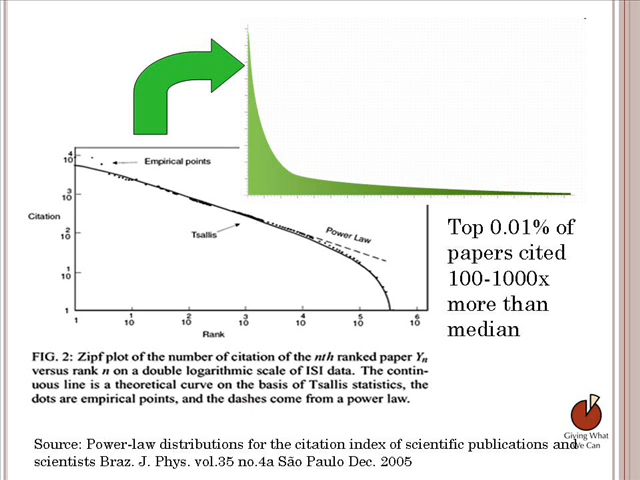 4
10
Empirical points
3
10
Citation
Tsallis
Power Law
2
10
1
10
1
1
1
10
2
10
3
10
4
10
5
10
6
10
Rank
Top 0.01% of
papers cited
100-1000x
more than
median
FIG. 2: Zipf plot of the number of citation of the nth ranked paper Yn
versus rank n on a double logarithmic scale of ISI data. The contin-
uous line is a theoretical curve on the basis of Tsallis statistics, the
dots are empirical points, and the dashes come from a power law.
Giving What
We Can
Source: Power-law distributions for the citation index of scientific publications and
scientists Braz. J. Phys. vol.35 no.4a São Paulo Dec. 2005